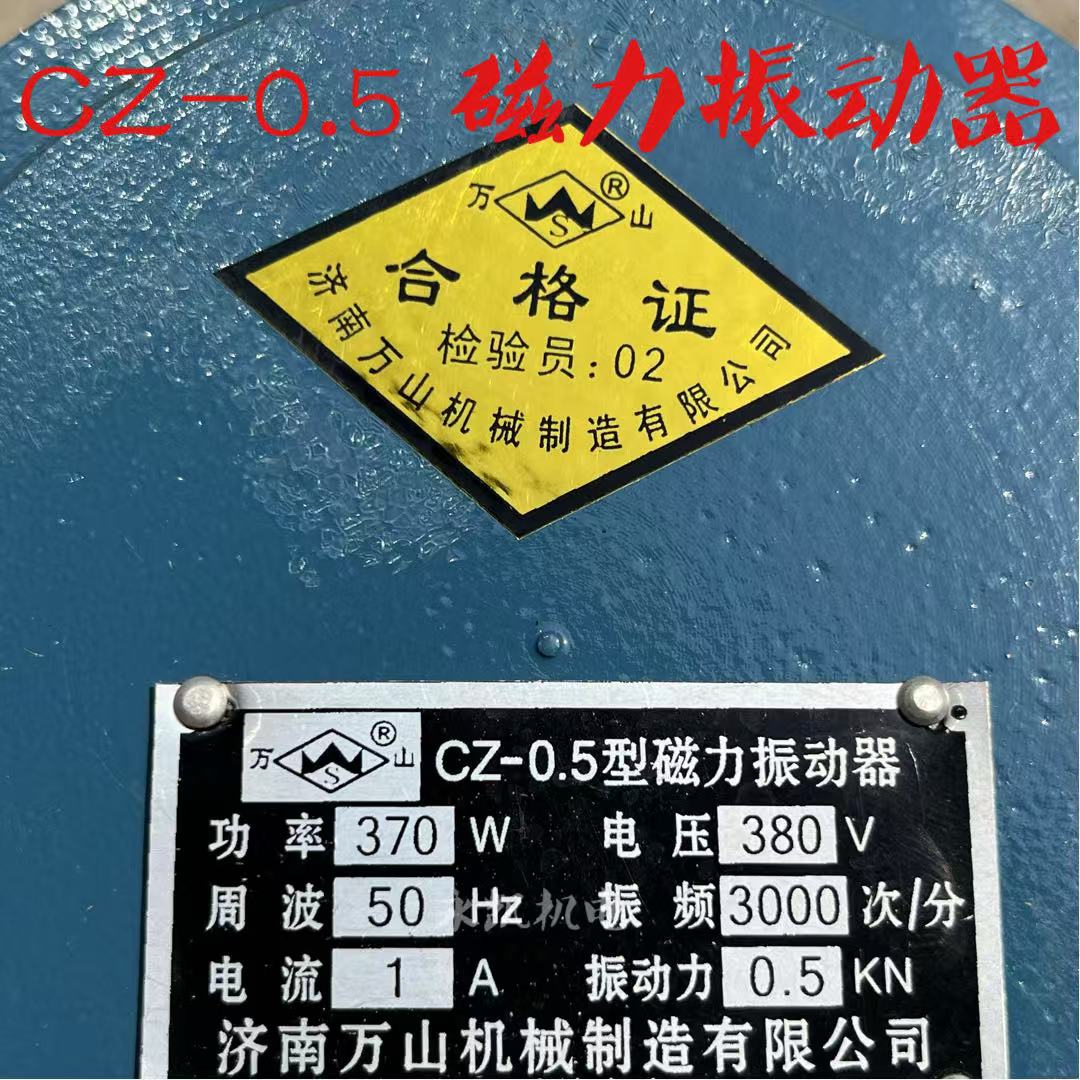 CZ-0.5 磁力振动器
万 WS ® 山
合格证
检验员:02
济南万山机械制造有限公司
万 WS ® 山 CZ-0.5型磁力振动器
功率 370 W 电压 380 V
周波 50 Hz 振频 3000 次/分
电流 1 A 振动力 0.5 KN
济南万山机械制造有限公司